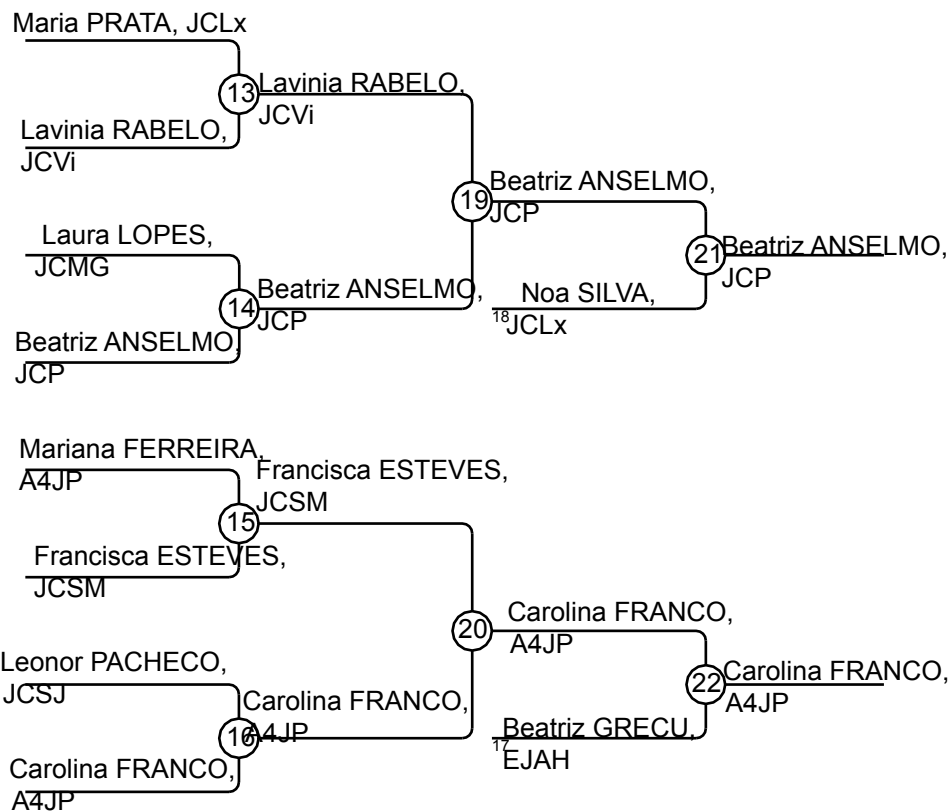 Maria PRATA, JCLx
13
Lavinia RABELO,
JCVi
Lavinia RABELO,
JCVi
19
Beatriz ANSELMO,
JCP
Laura LOPES,
JCMG
14
Beatriz ANSELMO,
JCP
Beatriz ANSELMO,
JCP
21
Beatriz ANSELMO,
JCP
Noa SILVA,
18
JCLx
Mariana FERREIRA,
A4JP
15
Francisca ESTEVES,
JCSM
Francisca ESTEVES,
JCSM
20
Carolina FRANCO,
A4JP
Leonor PACHECO,
JCSJ
16
Carolina FRANCO,
A4JP
Carolina FRANCO,
A4JP
22
Carolina FRANCO,
A4JP
Beatriz GRECU,
17
EJAH